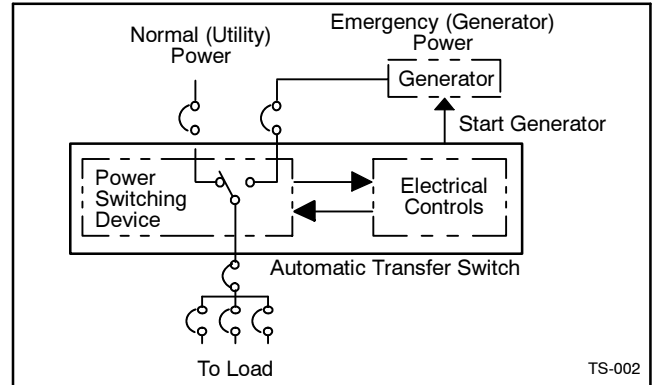 Normal (Utility)
Power
Emergency (Generator)
Power
Generator
Start Generator
Power
Switching
Device
Electrical
Controls
Automatic Transfer Switch
To Load
TS-002